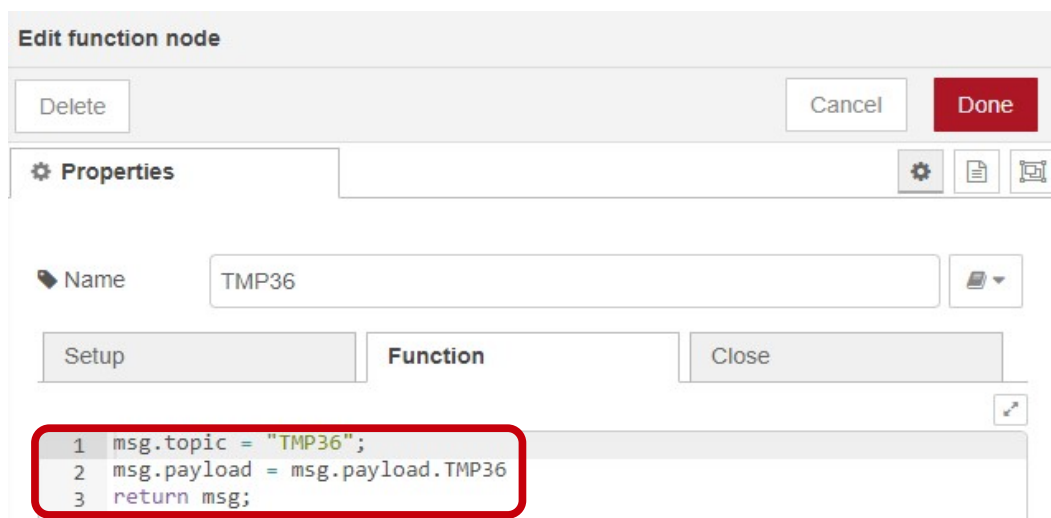 Edit function node
Delete Cancel Done
Properties
Name TMP36
Setup Function Close
1 msg.topic = "TMP36";
2 msg.payload = msg.payload.TMP36
3 return msg;